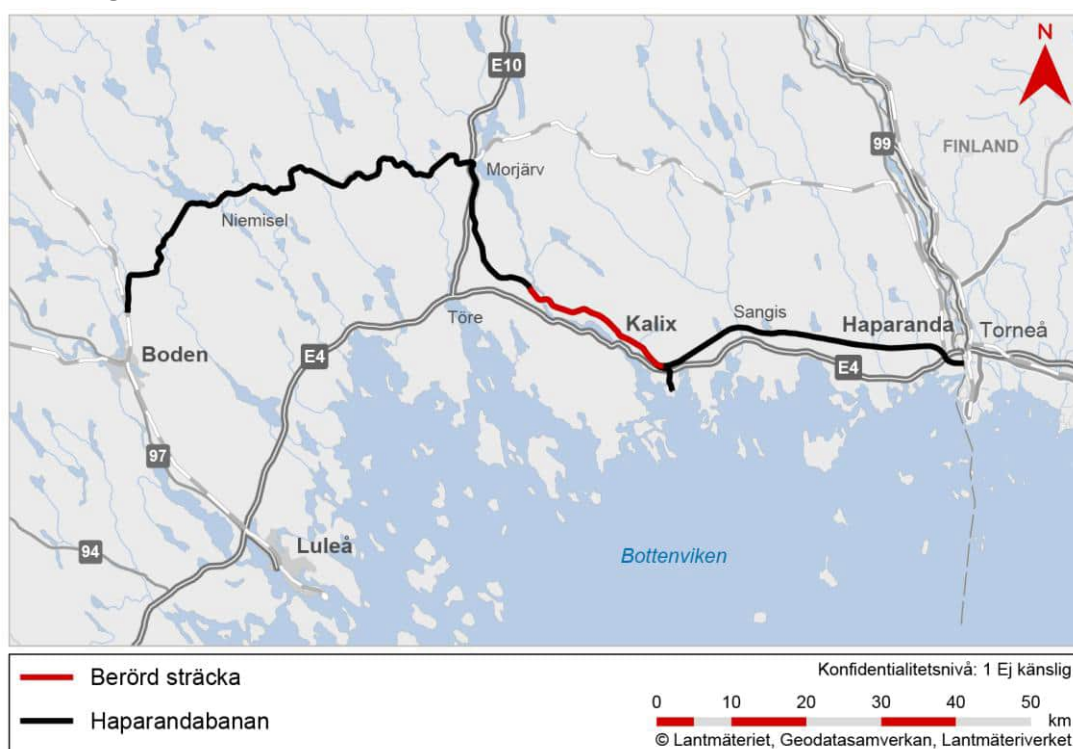 N
E10
99
FINLAND
Morjärv
Niemisel
Töre
Kalix
Sangis
Haparanda
Torneå
Boden
E4
E4
97
94
Luleå
Bottenviken
Berörd sträcka
Haparandabanan
Konfidentialitetsnivå: 1 Ej känslig
0 10 20 30 40 50
km
© Lantmäteriet, Geodatasamverkan, Lantmäteriverket